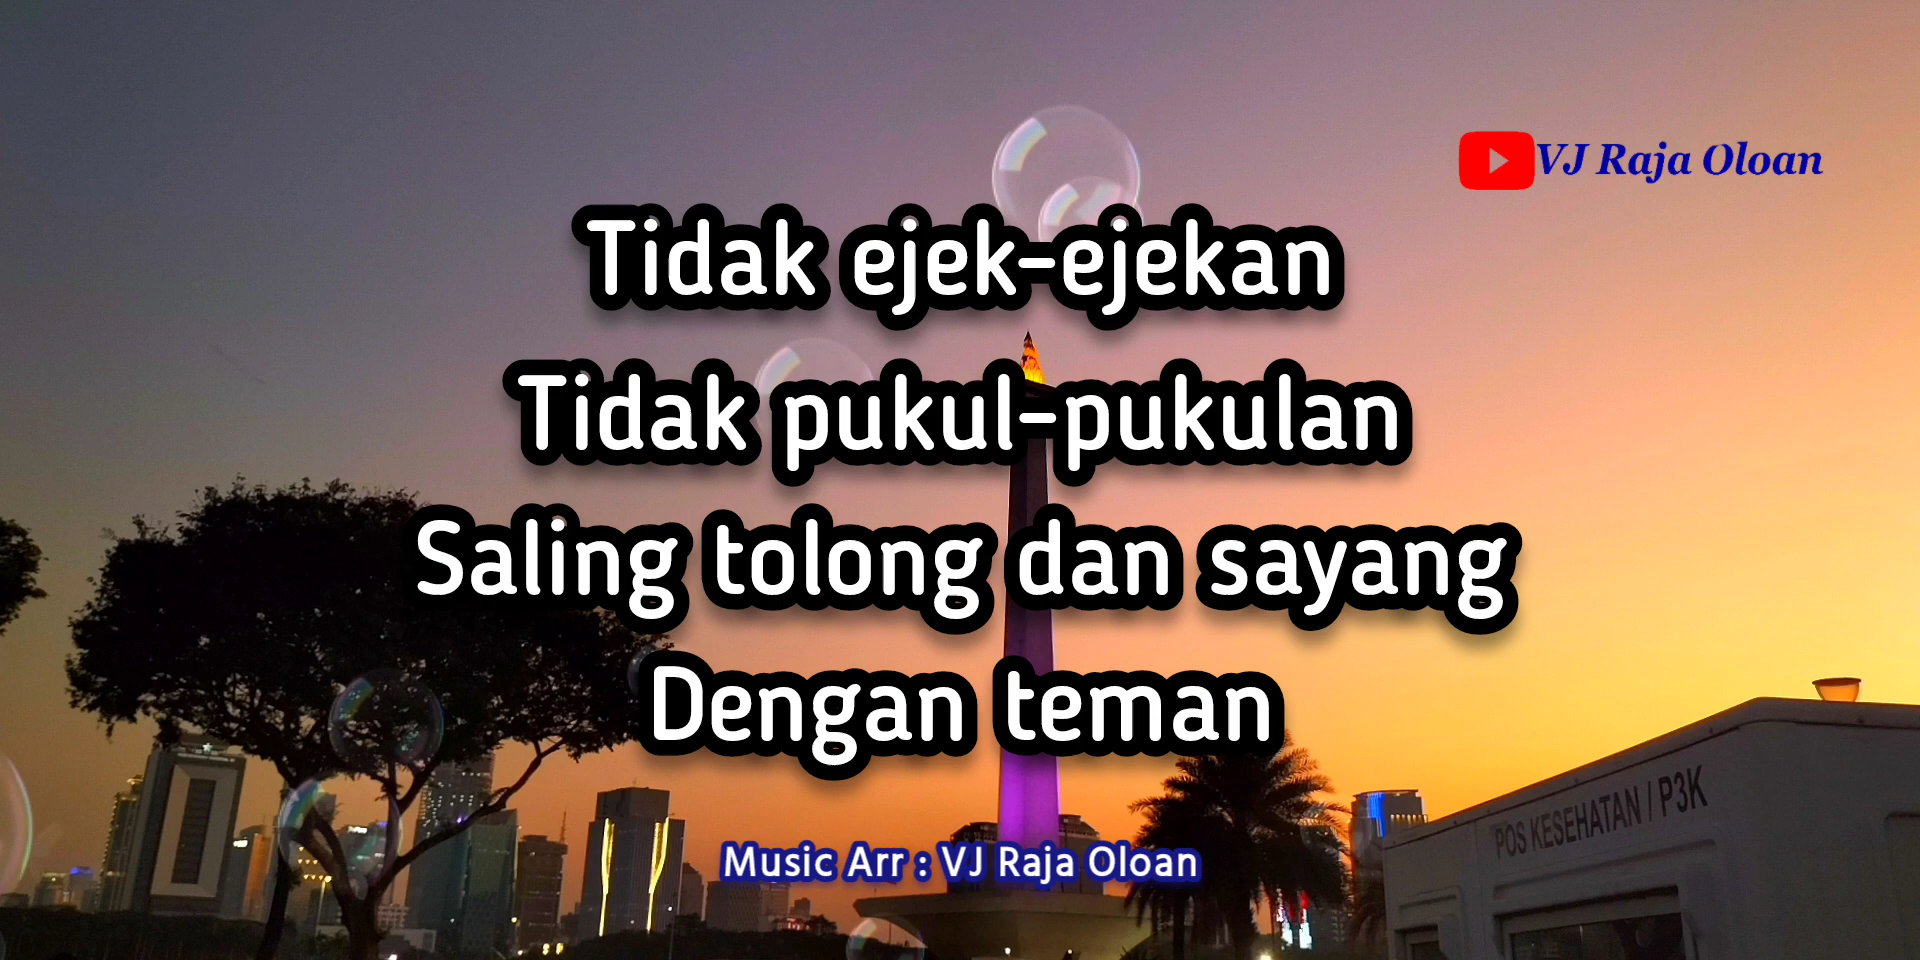 VJ Raja Oloan
Tidak ejek-ejekan
Tidak pukul-pukulan
Saling tolong dan sayang
Dengan teman
Music Arr : VJ Raja Oloan
POS KESEHATAN / P3K